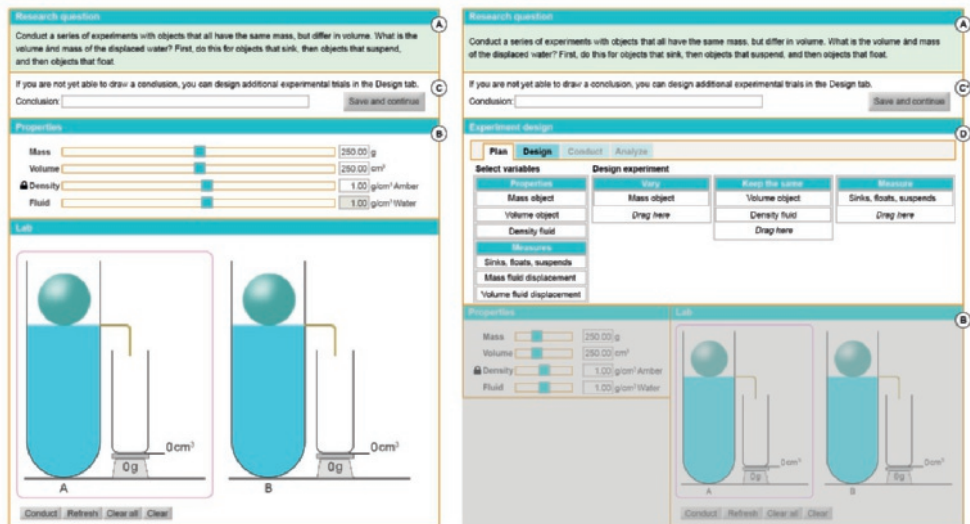 Research question
A
Conduct a series of experiments with objects that all have the same mass, but differ in volume. What is the
volume and mass of the displaced water? First, do this for objects that sink, then objects that suspend,
and then objects that float.
If you are not yet able to draw a conclusion, you can design additional experimental trials in the Design tab.
C
Conclusion:
Save and continue
Properties
B
Mass 250.00 g
Volume 250.00 cm³
Density 1.00 g/cm³ Amber
Fluid 1.00 g/cm³ Water
Lab
0cm³
0g
A
0cm³
0g
B
Conduct Refresh Clear all Clear
Research question
A
Conduct a series of experiments with objects that all have the same mass, but differ in volume. What is the volume and mass
of the displaced water? First, do this for objects that sink, then objects that suspend, and then objects that float.
If you are not yet able to draw a conclusion, you can design additional experimental trials in the Design tab.
C
Conclusion:
Save and continue
Experiment design
D
Plan Design Conduct Analyze
Select variables Design experiment
Properties Vary Keep the same Measure
Mass object Mass object Volume object Sinks, floats, suspends
Volume object Drag here Density fluid Drag here
Density fluid Drag here
Measures
Sinks, floats, suspends
Mass fluid displacement
Volume fluid displacement
Properties
Lab
B
Mass 250.00 g
Volume 250.00 cm³
Density 1.00 g/cm³ Amber
Fluid 1.00 g/cm³ Water
0cm³
0g
A
0cm³
0g
B
Conduct Refresh Clear all Clear